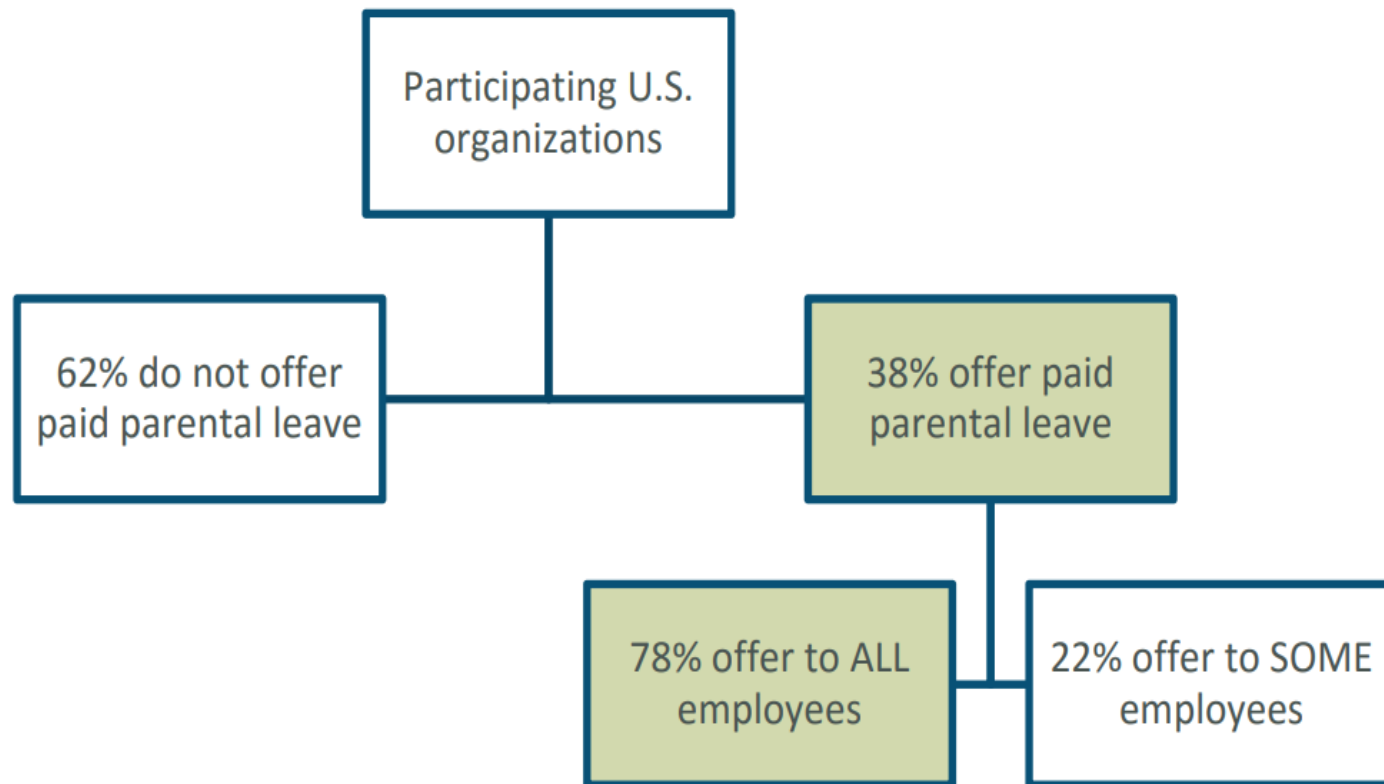 Participating U.S.
organizations
62% do not offer
paid parental leave
38% offer paid
parental leave
78% offer to ALL
employees
22% offer to SOME
employees